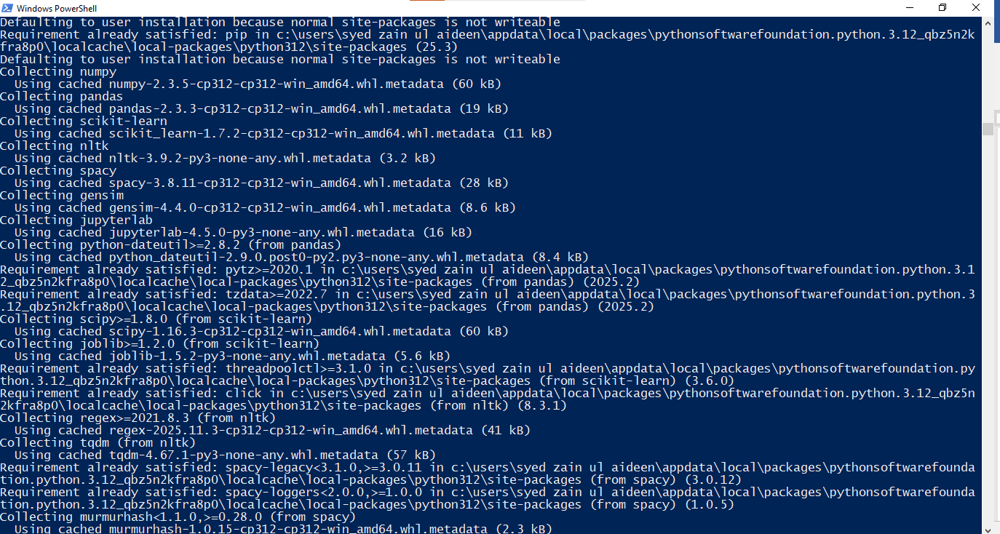 Windows PowerShell
Defaulting to user installation because normal site-packages is not writeable
Requirement already satisfied: pip in c:\users\syed zain ul aideen\appdata\local\packages\pythonsoftwarefoundation.python.3.12_qbz5n2k
fra8p0\localcache\local-packages\python312\site-packages (25.3)
Defaulting to user installation because normal site-packages is not writeable
Collecting numpy
  Using cached numpy-2.3.5-cp312-cp312-win_amd64.whl.metadata (60 kB)
Collecting pandas
  Using cached pandas-2.3.3-cp312-cp312-win_amd64.whl.metadata (19 kB)
Collecting scikit-learn
  Using cached scikit_learn-1.7.2-cp312-cp312-win_amd64.whl.metadata (11 kB)
Collecting nltk
  Using cached nltk-3.9.2-py3-none-any.whl.metadata (3.2 kB)
Collecting spacy
  Using cached spacy-3.8.11-cp312-cp312-win_amd64.whl.metadata (28 kB)
Collecting gensim
  Using cached gensim-4.4.0-cp312-cp312-win_amd64.whl.metadata (8.6 kB)
Collecting jupyterlab
  Using cached jupyterlab-4.5.0-py3-none-any.whl.metadata (16 kB)
Collecting python-dateutil>=2.8.2 (from pandas)
  Using cached python_dateutil-2.9.0.post0-py2.py3-none-any.whl.metadata (8.4 kB)
Requirement already satisfied: pytz>=2020.1 in c:\users\syed zain ul aideen\appdata\local\packages\pythonsoftwarefoundation.python.3.1
2_qbz5n2kfra8p0\localcache\local-packages\python312\site-packages (from pandas) (2025.2)
Requirement already satisfied: tzdata>=2022.7 in c:\users\syed zain ul aideen\appdata\local\packages\pythonsoftwarefoundation.python.3
.12_qbz5n2kfra8p0\localcache\local-packages\python312\site-packages (from pandas) (2025.2)
Collecting scipy>=1.8.0 (from scikit-learn)
  Using cached scipy-1.16.3-cp312-cp312-win_amd64.whl.metadata (60 kB)
Collecting joblib>=1.2.0 (from scikit-learn)
  Using cached joblib-1.5.2-py3-none-any.whl.metadata (5.6 kB)
Requirement already satisfied: threadpoolctl>=3.1.0 in c:\users\syed zain ul aideen\appdata\local\packages\pythonsoftwarefoundation.py
thon.3.12_qbz5n2kfra8p0\localcache\local-packages\python312\site-packages (from scikit-learn) (3.6.0)
Requirement already satisfied: click in c:\users\syed zain ul aideen\appdata\local\packages\pythonsoftwarefoundation.python.3.12_qbz5n
2kfra8p0\localcache\local-packages\python312\site-packages (from nltk) (8.3.1)
Collecting regex>=2021.8.3 (from nltk)
  Using cached regex-2025.11.3-cp312-cp312-win_amd64.whl.metadata (41 kB)
Collecting tqdm (from nltk)
  Using cached tqdm-4.67.1-py3-none-any.whl.metadata (57 kB)
Requirement already satisfied: spacy-legacy<3.1.0,>=3.0.11 in c:\users\syed zain ul aideen\appdata\local\packages\pythonsoftwarefounda
tion.python.3.12_qbz5n2kfra8p0\localcache\local-packages\python312\site-packages (from spacy) (3.0.12)
Requirement already satisfied: spacy-loggers<2.0.0,>=1.0.0 in c:\users\syed zain ul aideen\appdata\local\packages\pythonsoftwarefounda
tion.python.3.12_qbz5n2kfra8p0\localcache\local-packages\python312\site-packages (from spacy) (1.0.5)
Collecting murmurhash<1.1.0,>=0.28.0 (from spacy)
  Using cached murmurhash-1.0.15-cp312-cp312-win_amd64.whl.metadata (2.3 kB)